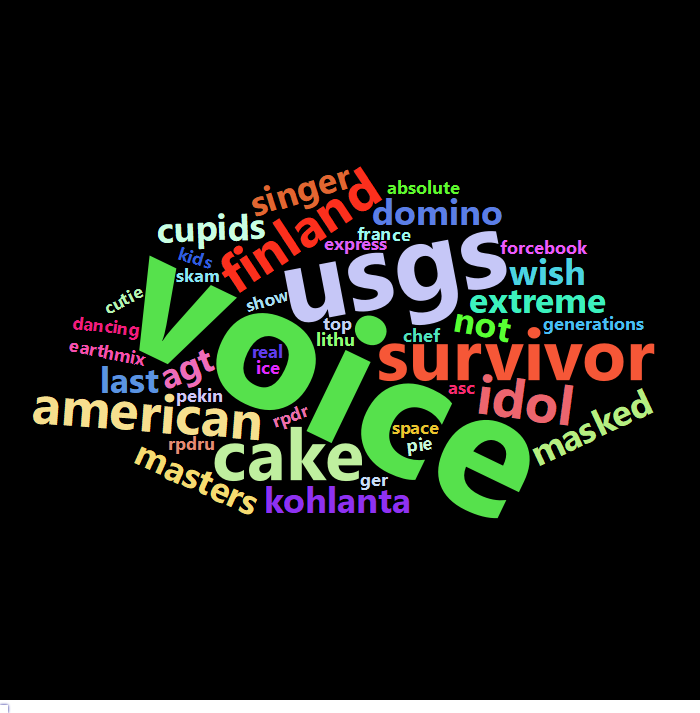 singer
absolute
finland
domino
cupids
france
express
usgs
forcebook
kids
skam
wish
cutie
show
extreme
voice
top
not
generations
dancing
lithu
chef
earthmix
real
survivor
ice
agt
last
asc
idol
pekin
american
rpdr
masked
space
rpdru
pie
cake
masters
ger
kohlanta